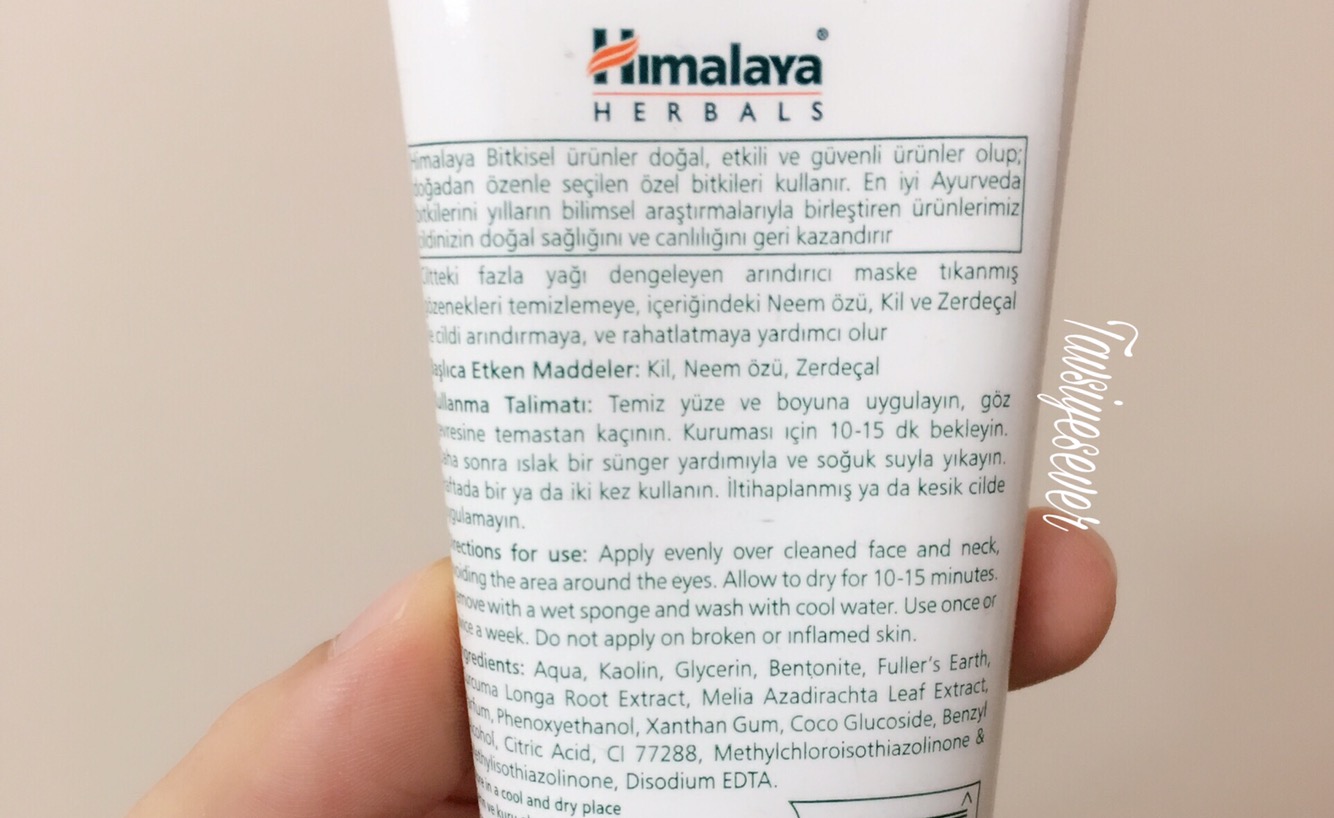 Himalaya®
HERBALS
Himalaya Bitkisel ürünler doğal, etkili ve güvenli ürünler olup;
doğadan özenle seçilen özel bitkileri kullanır. En iyi Ayurveda
bitkilerini yılların bilimsel araştırmalarıyla birleştiren ürünlerimiz
cildinizin doğal sağlığını ve canlılığını geri kazandırır
Ciltteki fazla yağı dengeleyen arındırıcı maske tıkanmış
gözenekleri temizlemeye, içeriğindeki Neem özü, Kil ve Zerdeçal
cildi arındırmaya, ve rahatlatmaya yardımcı olur
Başlıca Etken Maddeler: Kil, Neem özü, Zerdeçal
Kullanma Talimatı: Temiz yüze ve boyuna uygulayın, göz
çevresine temastan kaçının. Kuruması için 10-15 dk bekleyin.
Daha sonra ıslak bir sünger yardımıyla ve soğuk suyla yıkayın.
Haftada bir ya da iki kez kullanın. İltihaplanmış ya da kesik cilde
uygulamayın.
Directions for use: Apply evenly over cleaned face and neck,
avoiding the area around the eyes. Allow to dry for 10-15 minutes.
Remove with a wet sponge and wash with cool water. Use once or
twice a week. Do not apply on broken or inflamed skin.
Ingredients: Aqua, Kaolin, Glycerin, Bentonite, Fuller's Earth,
Curcuma Longa Root Extract, Melia Azadirachta Leaf Extract,
Parfum, Phenoxyethanol, Xanthan Gum, Coco Glucoside, Benzyl
Alcohol, Citric Acid, CI 77288, Methylchloroisothiazolinone &
Methylisothiazolinone, Disodium EDTA.
Store in a cool and dry place
Tavsiyesever